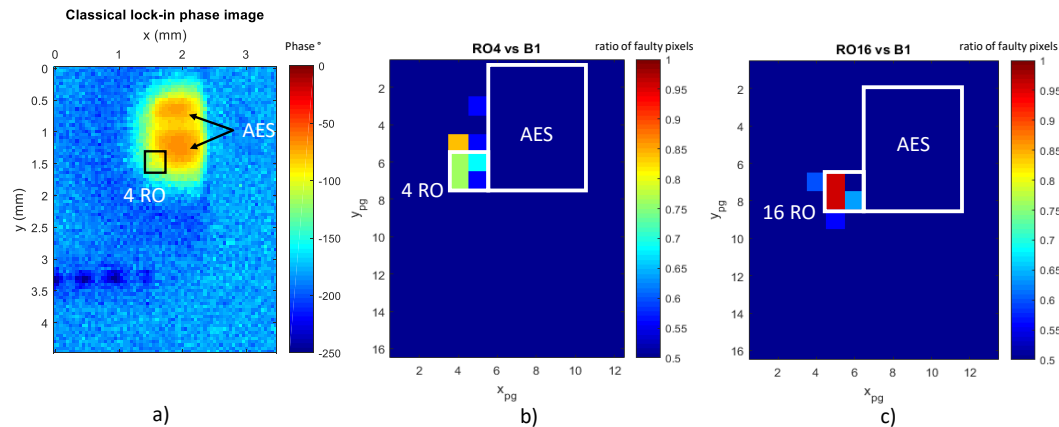 Classical lock-in phase image
x (mm)
0 1 2 3
Phase °
0
0.5
1
1.5
2
2.5
3
3.5
4
y (mm)
AES
4 RO
0
-50
-100
-150
-200
-250
a)
RO4 vs B1
ratio of faulty pixels
2
4
6
8
10
12
14
16
y_pg
AES
4 RO
2 4 6 8 10 12
x_pg
1
0.95
0.9
0.85
0.8
0.75
0.7
0.65
0.6
0.55
0.5
b)
RO16 vs B1
ratio of faulty pixels
2
4
6
8
10
12
14
16
y_pg
AES
16 RO
2 4 6 8 10 12
x_pg
1
0.95
0.9
0.85
0.8
0.75
0.7
0.65
0.6
0.55
0.5
c)